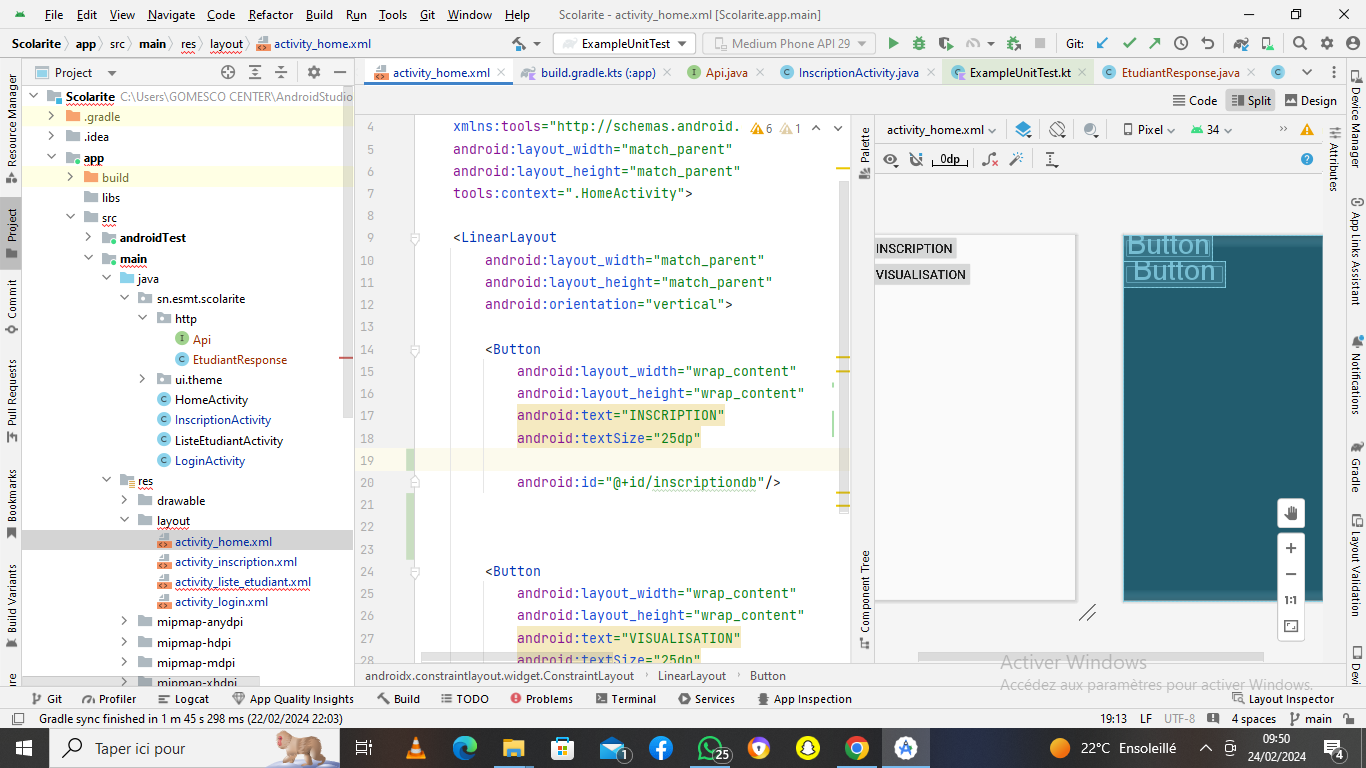 File Edit View Navigate Code Refactor Build Run Tools Git Window Help Scolarite - activity_home.xml [Scolarite.app.main]
Scolarite app src main res layout activity_home.xml ExampleUnitTest Medium Phone API 29 Git:
Project activity_home.xml build.gradle.kts (:app) Api.java InscriptionActivity.java ExampleUnitTest.kt EtudiantResponse.java
Resource Manager
Project
Commit
Pull Requests
Bookmarks
Build Variants
Scolarite C:\Users\GOMESCO CENTER\AndroidStudio
.gradle
.idea
app
build
libs
src
androidTest
main
java
sn.esmt.scolarite
http
Api
EtudiantResponse
ui.theme
HomeActivity
InscriptionActivity
ListeEtudiantActivity
LoginActivity
res
drawable
layout
activity_home.xml
activity_inscription.xml
activity_liste_etudiant.xml
activity_login.xml
mipmap-anydpi
mipmap-hdpi
mipmap-mdpi
mipmap-xhdpi
Code Split Design
6 1
4 xmlns:tools="http://schemas.android.
5 android:layout_width="match_parent"
6 android:layout_height="match_parent"
7 tools:context=".HomeActivity">
8
9 <LinearLayout
10 android:layout_width="match_parent"
11 android:layout_height="match_parent"
12 android:orientation="vertical">
13
14 <Button
15 android:layout_width="wrap_content"
16 android:layout_height="wrap_content"
17 android:text="INSCRIPTION"
18 android:textSize="25dp"
19
20 android:id="@+id/inscriptiondb"/>
21
22
23
24 <Button
25 android:layout_width="wrap_content"
26 android:layout_height="wrap_content"
27 android:text="VISUALISATION"
28 android:textSize="25dp"
androidx.constraintlayout.widget.ConstraintLayout LinearLayout Button
Palette
Component Tree
activity_home.xml Pixel 34
0dp
INSCRIPTION
VISUALISATION
Button
Button
1:1
Attributes
Device Manager
App Links Assistant
Notifications
Gradle
Layout Validation
Activer Windows
Accédez aux paramètres pour activer Windows.
Git Profiler Logcat App Quality Insights Build TODO Problems Terminal Services App Inspection Layout Inspector
Gradle sync finished in 1 m 45 s 298 ms (22/02/2024 22:03) 19:13 LF UTF-8 4 spaces main
Taper ici pour 1 25 22°C Ensoleillé 09:50
24/02/2024 4